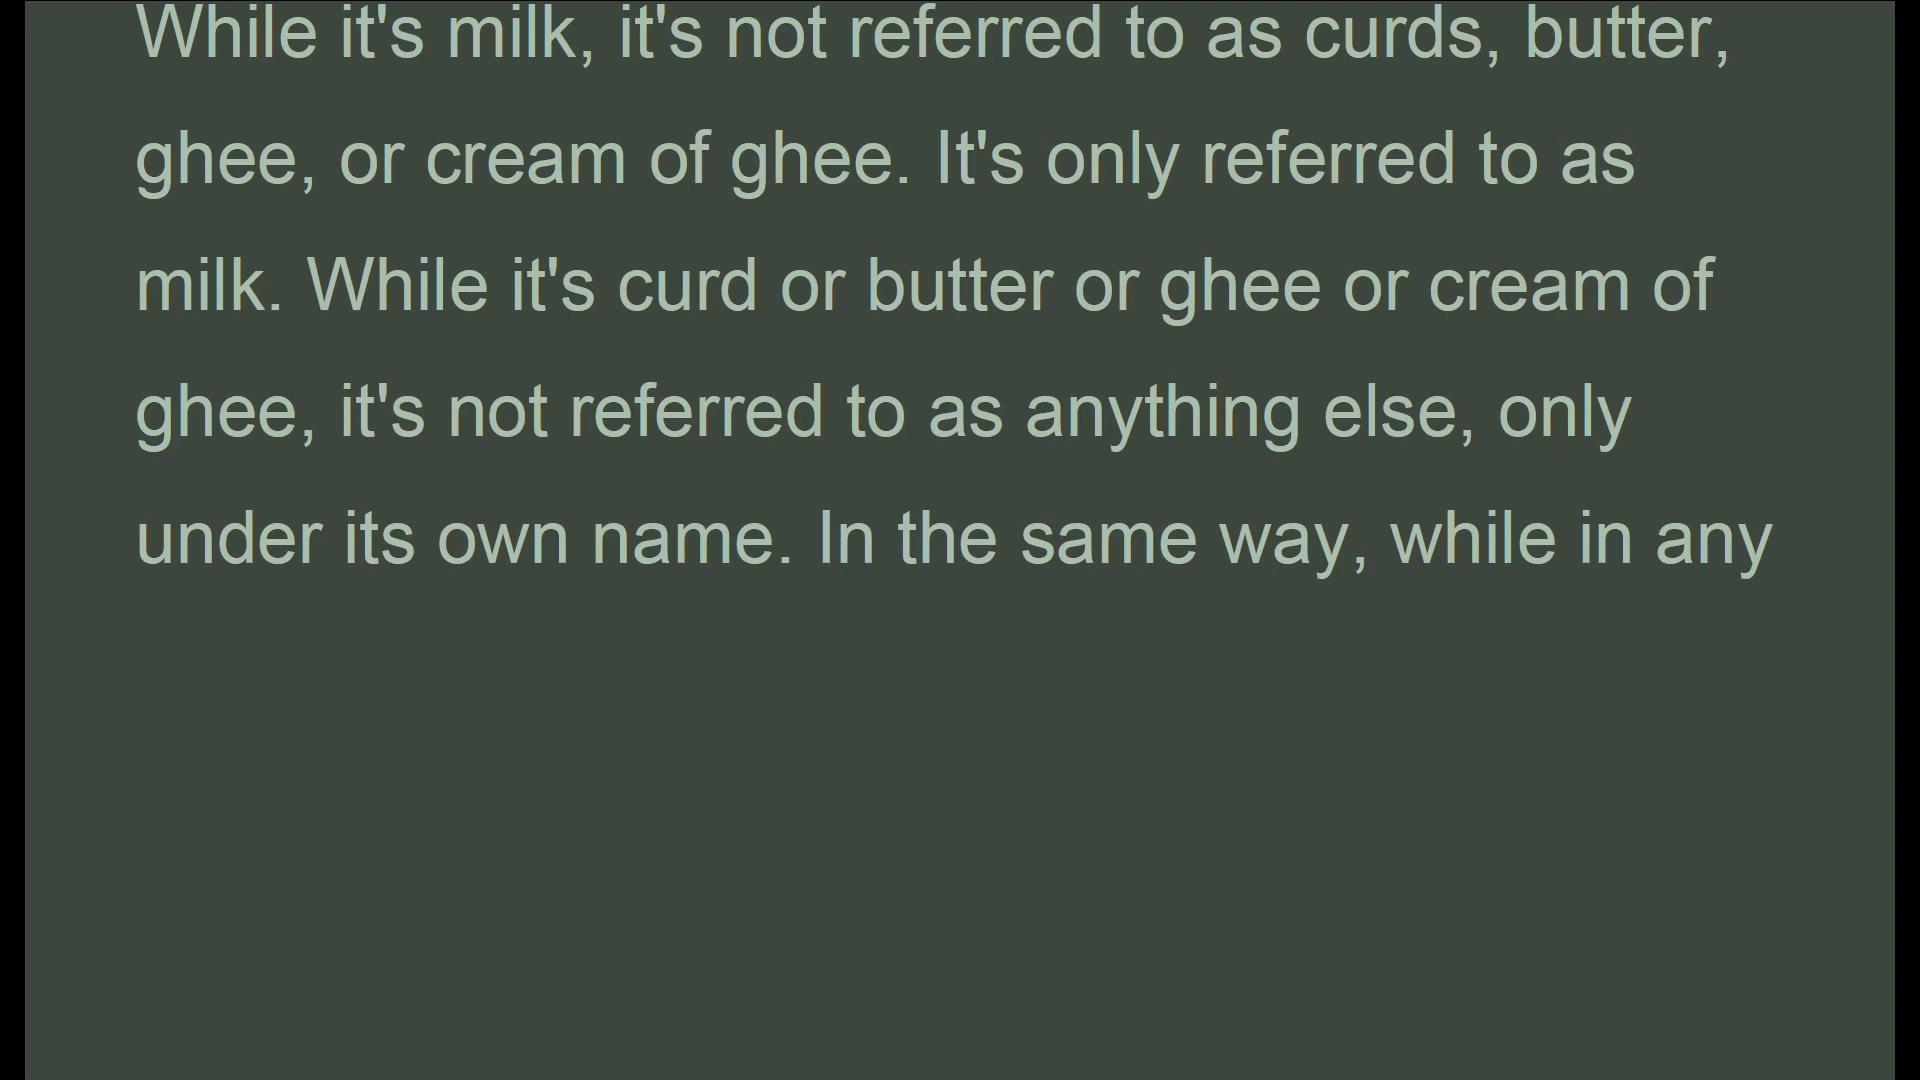 While it's milk, it's not referred to as curds, butter,
ghee, or cream of ghee. It's only referred to as
milk. While it's curd or butter or ghee or cream of
ghee, it's not referred to as anything else, only
under its own name. In the same way, while in any